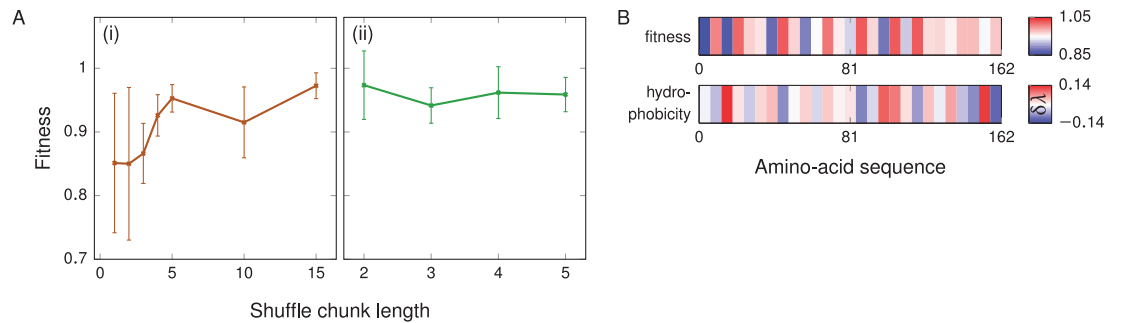 A
(i)
(ii)
1
0.9
0.8
0.7
Fitness
0 5 10 15
2 3 4 5
Shuffle chunk length
B
fitness
0 81 162
1.05
0.85
hydro-
phobicity
0 81 162
0.14
δλ
−0.14
Amino-acid sequence